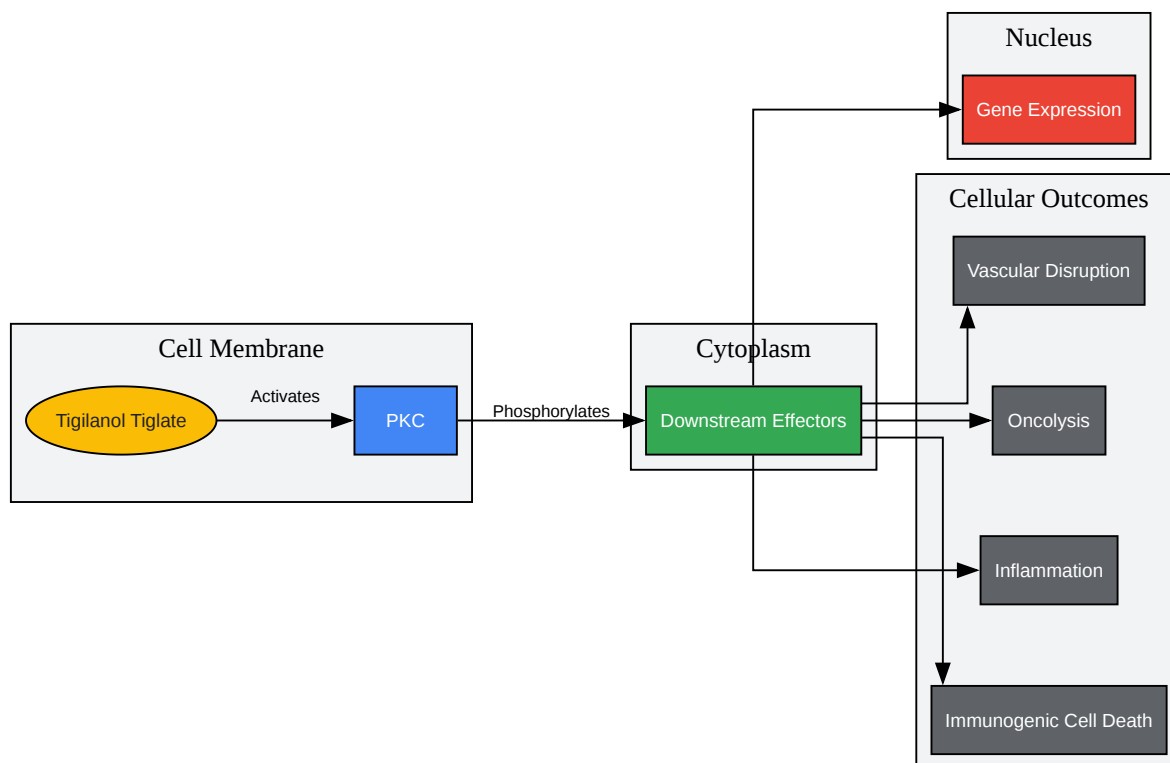 Nucleus
Gene Expression
Cellular Outcomes
Vascular Disruption
Cell Membrane
Cytoplasm
Tigilanol Tiglate
Activates
PKC
Phosphorylates
Downstream Effectors
Oncolysis
Inflammation
Immunogenic Cell Death